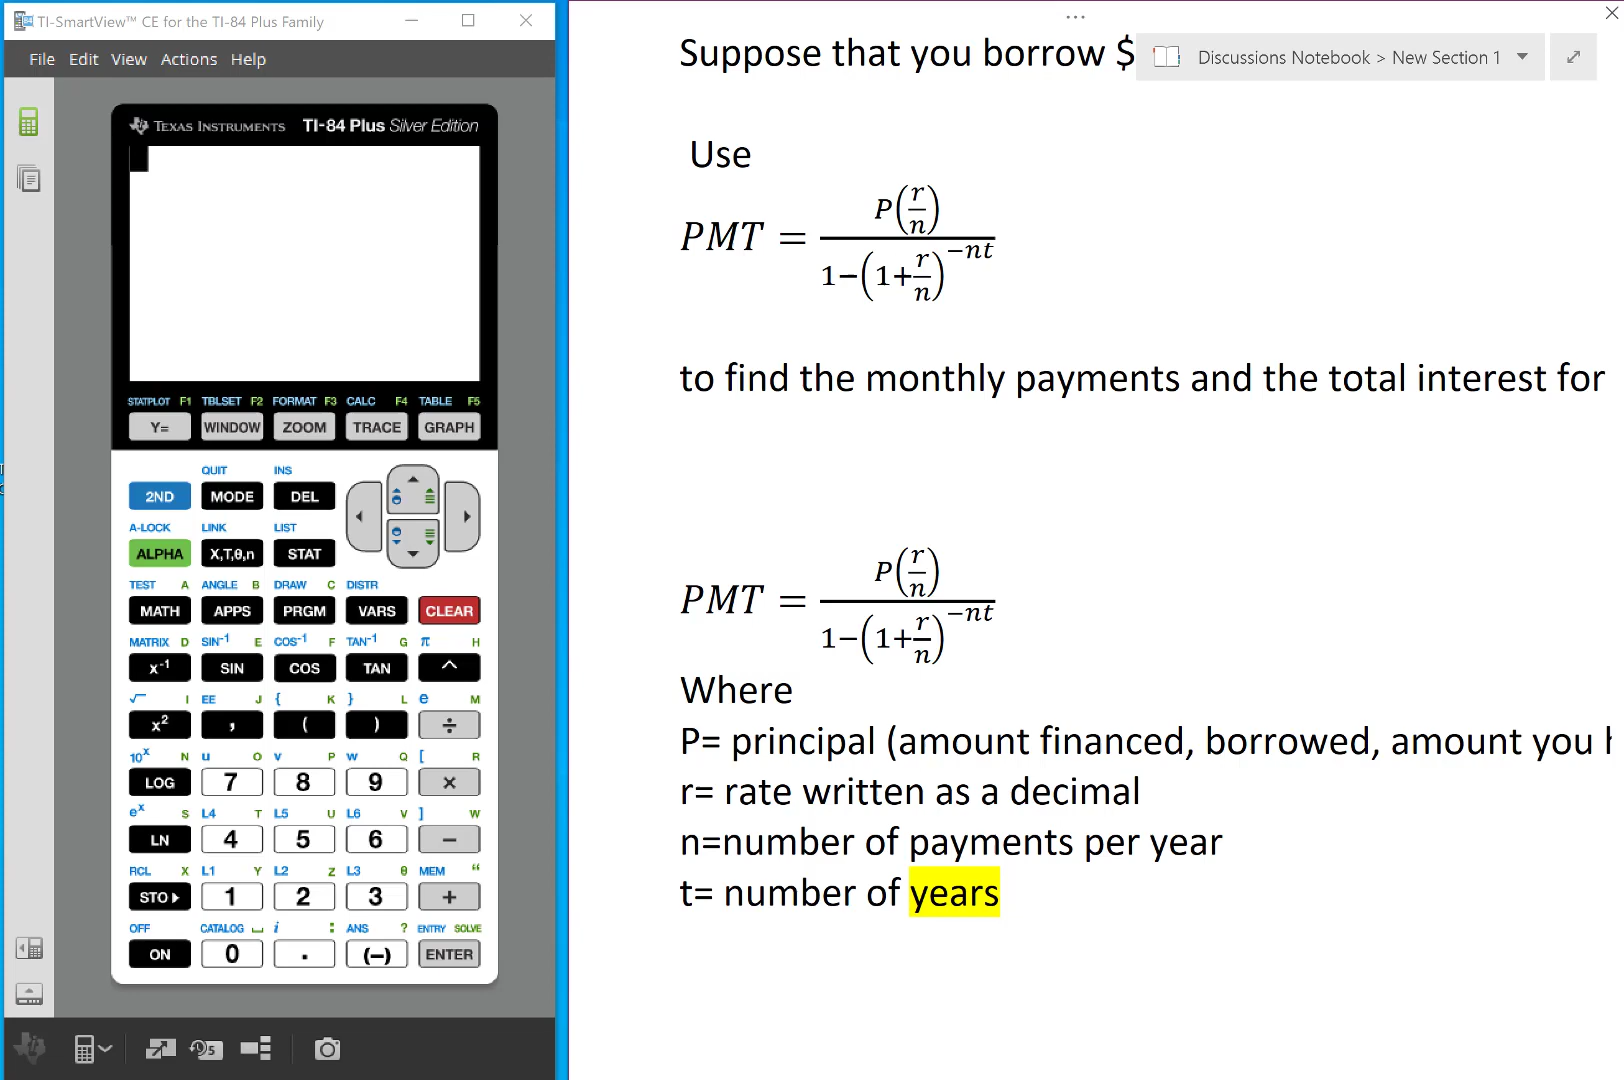 TI-SmartView™ CE for the TI-84 Plus Family
File Edit View Actions Help
TEXAS INSTRUMENTS TI-84 Plus Silver Edition
STATPLOT F1 TBLSET F2 FORMAT F3 CALC F4 TABLE F5
Y= WINDOW ZOOM TRACE GRAPH
QUIT INS
2ND MODE DEL
A-LOCK LINK LIST
ALPHA X,T,θ,n STAT
TEST A ANGLE B DRAW C DISTR
MATH APPS PRGM VARS CLEAR
MATRIX D SIN⁻¹ E COS⁻¹ F TAN⁻¹ G π H
x⁻¹ SIN COS TAN ^
√ I EE J { K } L e M
x² , ( ) ÷
10ˣ N u O v P w Q [ R
LOG 7 8 9 ×
eˣ S L4 T L5 U L6 V ] W
LN 4 5 6 −
RCL X L1 Y L2 Z L3 θ MEM "
STO▸ 1 2 3 +
OFF CATALOG ⎵ i : ANS ? ENTRY SOLVE
ON 0 . (−) ENTER
5
Suppose that you borrow $
Discussions Notebook > New Section 1
Use
PMT = P(r/n) / 1−(1+r/n)^−nt
to find the monthly payments and the total interest for
PMT = P(r/n) / 1−(1+r/n)^−nt
Where
P= principal (amount financed, borrowed, amount you
r= rate written as a decimal
n=number of payments per year
t= number of years